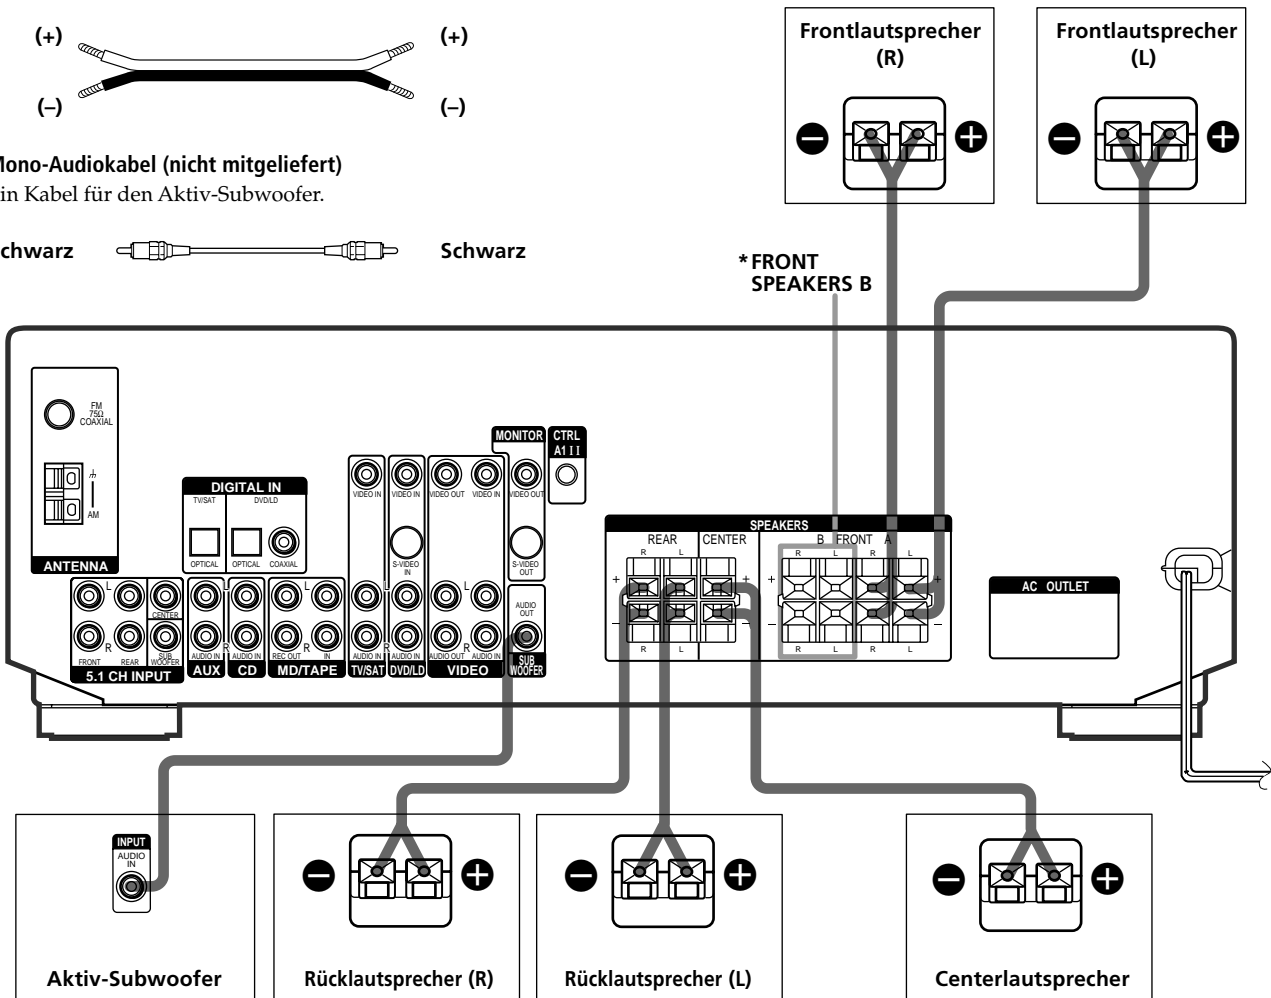 (+)
(+)
(–)
(–)
Mono-Audiokabel (nicht mitgeliefert)
in Kabel für den Aktiv-Subwoofer.
chwarz
Schwarz
Frontlautsprecher
(R)
Frontlautsprecher
(L)
*FRONT
SPEAKERS B
FM
75Ω
COAXIAL
AM
ANTENNA
DIGITAL IN
TV/SAT
DVD/LD
OPTICAL
OPTICAL
COAXIAL
MONITOR
CTRL
A1 II
VIDEO IN
VIDEO IN
VIDEO OUT
VIDEO IN
VIDEO OUT
S-VIDEO
IN
S-VIDEO
OUT
AUDIO
OUT
L
L
L
L
L
CENTER
R
R
R
R
R
FRONT
REAR
SUB
WOOFER
AUDIO IN
AUDIO IN
REC OUT
IN
AUDIO IN
AUDIO IN
AUDIO OUT
AUDIO IN
5.1 CH INPUT
AUX
CD
MD/TAPE
TV/SAT
DVD/LD
VIDEO
SUB
WOOFER
SPEAKERS
REAR
CENTER
B FRONT A
R
L
R
L
R
L
+
+
+
+
–
–
–
–
R
L
R
L
R
L
AC OUTLET
INPUT
AUDIO
IN
Aktiv-Subwoofer
Rücklautsprecher (R)
Rücklautsprecher (L)
Centerlautsprecher